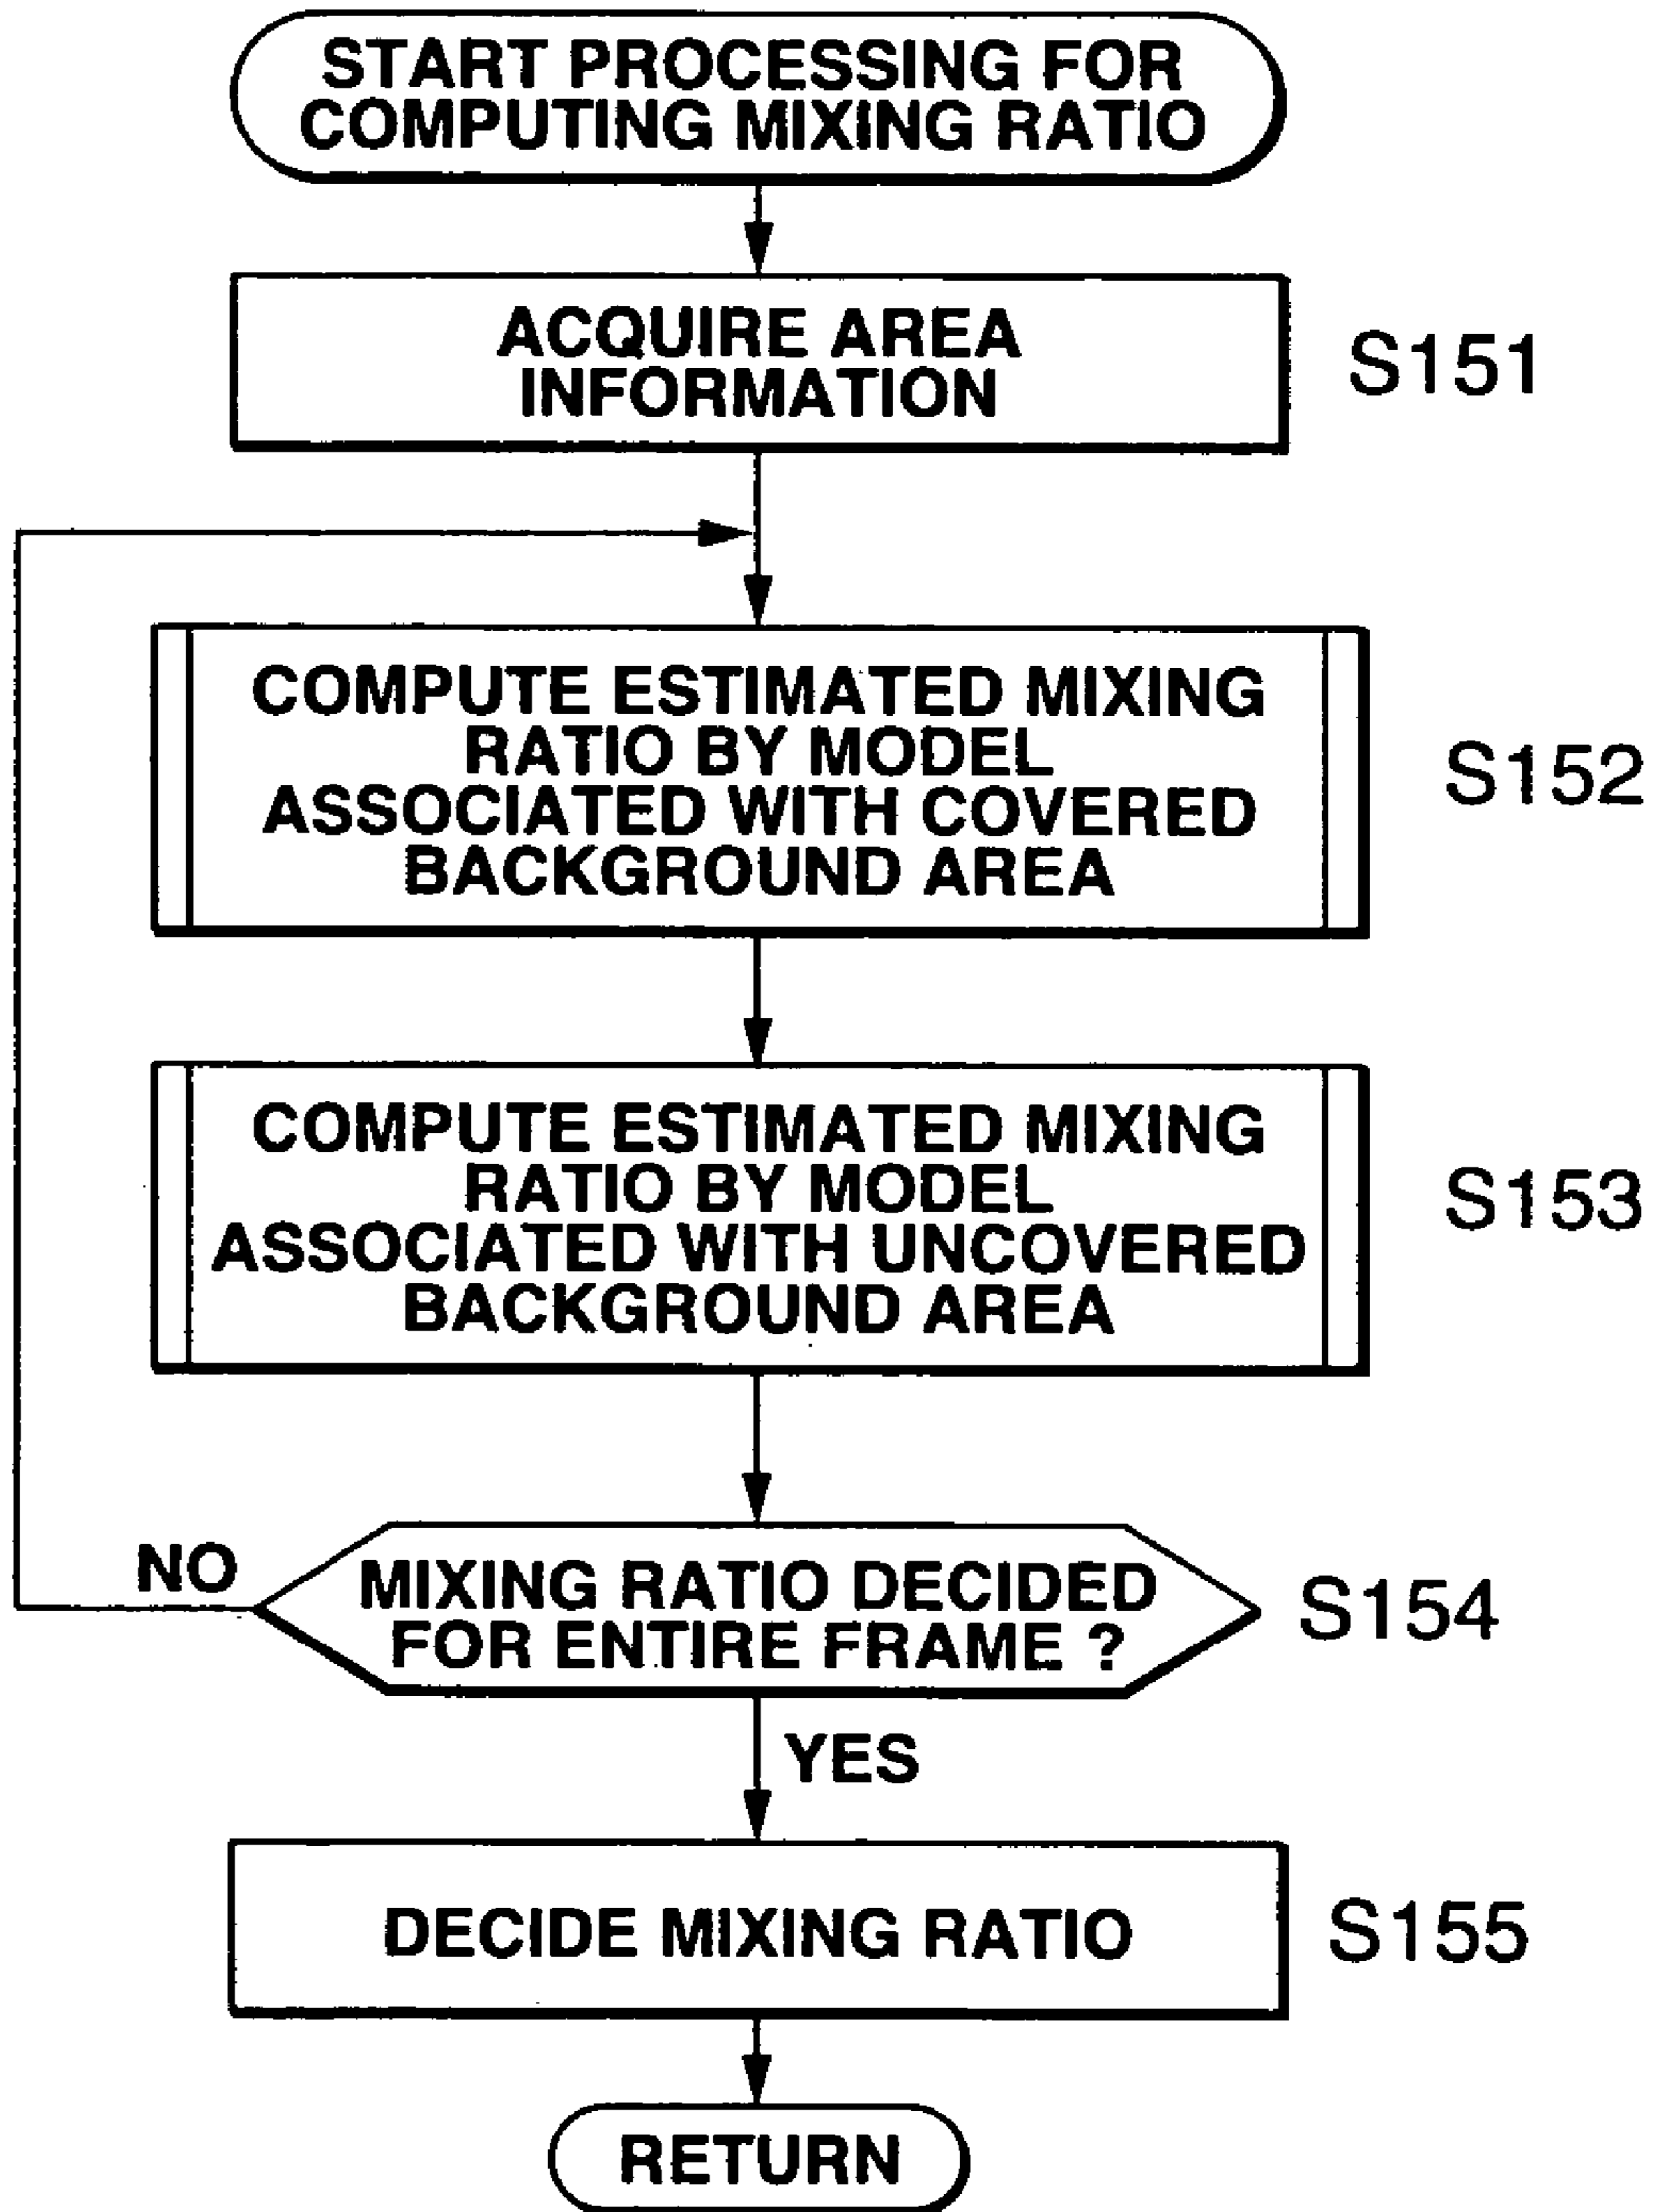 START PROCESSING FOR
COMPUTING MIXING RATIO
ACQUIRE AREA
INFORMATION
S151
COMPUTE ESTIMATED MIXING
RATIO BY MODEL
ASSOCIATED WITH COVERED
BACKGROUND AREA
S152
COMPUTE ESTIMATED MIXING
RATIO BY MODEL
ASSOCIATED WITH UNCOVERED
BACKGROUND AREA
S153
NO
MIXING RATIO DECIDED
FOR ENTIRE FRAME ?
S154
YES
DECIDE MIXING RATIO
S155
RETURN